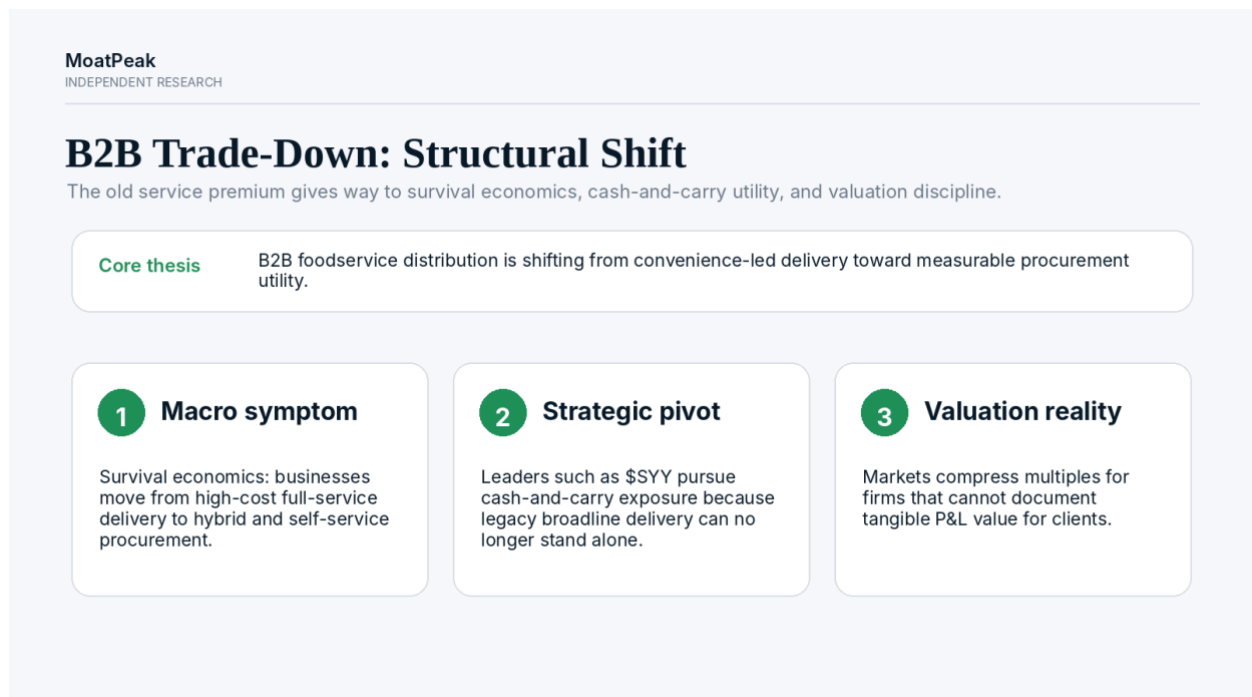 MoatPeak
INDEPENDENT RESEARCH
B2B Trade-Down: Structural Shift
The old service premium gives way to survival economics, cash-and-carry utility, and valuation discipline.
Core thesis
B2B foodservice distribution is shifting from convenience-led delivery toward measurable procurement
utility.
1 Macro symptom
Survival economics: businesses
move from high-cost full-service
delivery to hybrid and self-service
procurement.
2 Strategic pivot
Leaders such as $SYY pursue
cash-and-carry exposure because
legacy broadline delivery can no
longer stand alone.
3 Valuation reality
Markets compress multiples for
firms that cannot document
tangible P&L value for clients.